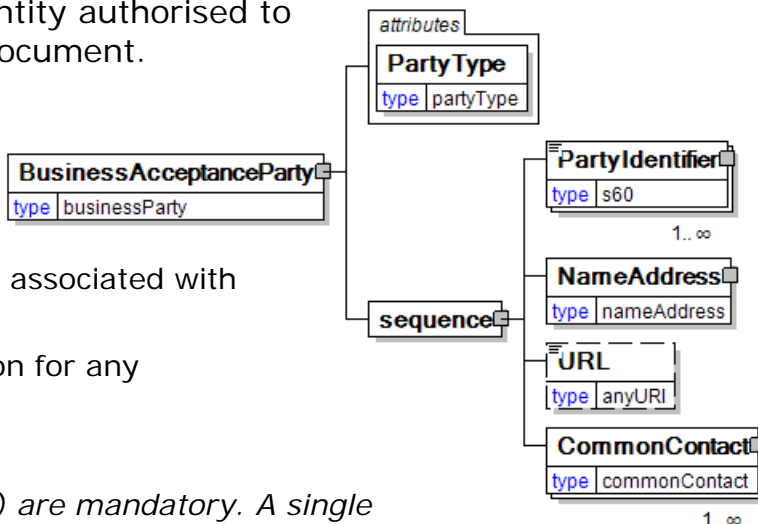 ntity authorised to
ocument.
attributes
PartyType
type partyType
BusinessAcceptanceParty
type businessParty
PartyIdentifier
type s60
1.. ∞
associated with
NameAddress
type nameAddress
sequence
on for any
URL
type anyURI
CommonContact
type commonContact
) are mandatory. A single
1.. ∞